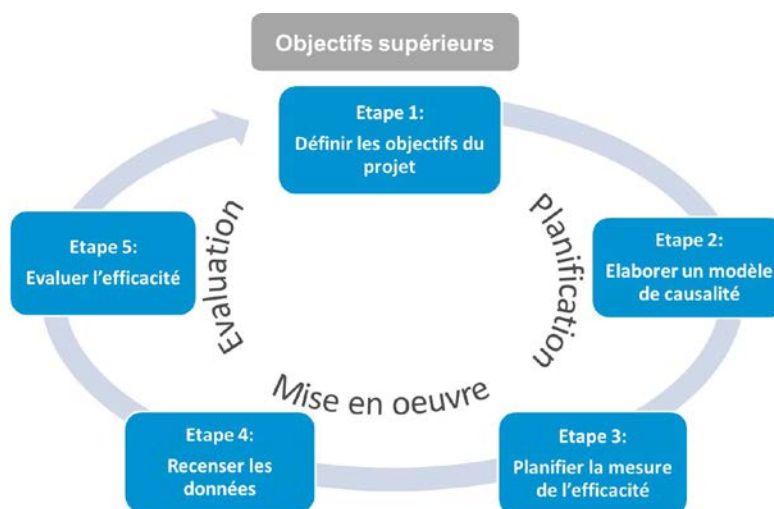 Objectifs supérieurs
Etape 1:
Définir les objectifs du
projet
Planification
Etape 2:
Elaborer un modèle
de causalité
Etape 3:
Planifier la mesure
de l'efficacité
Mise en oeuvre
Etape 4:
Recenser les
données
Evaluation
Etape 5:
Evaluer l'efficacité